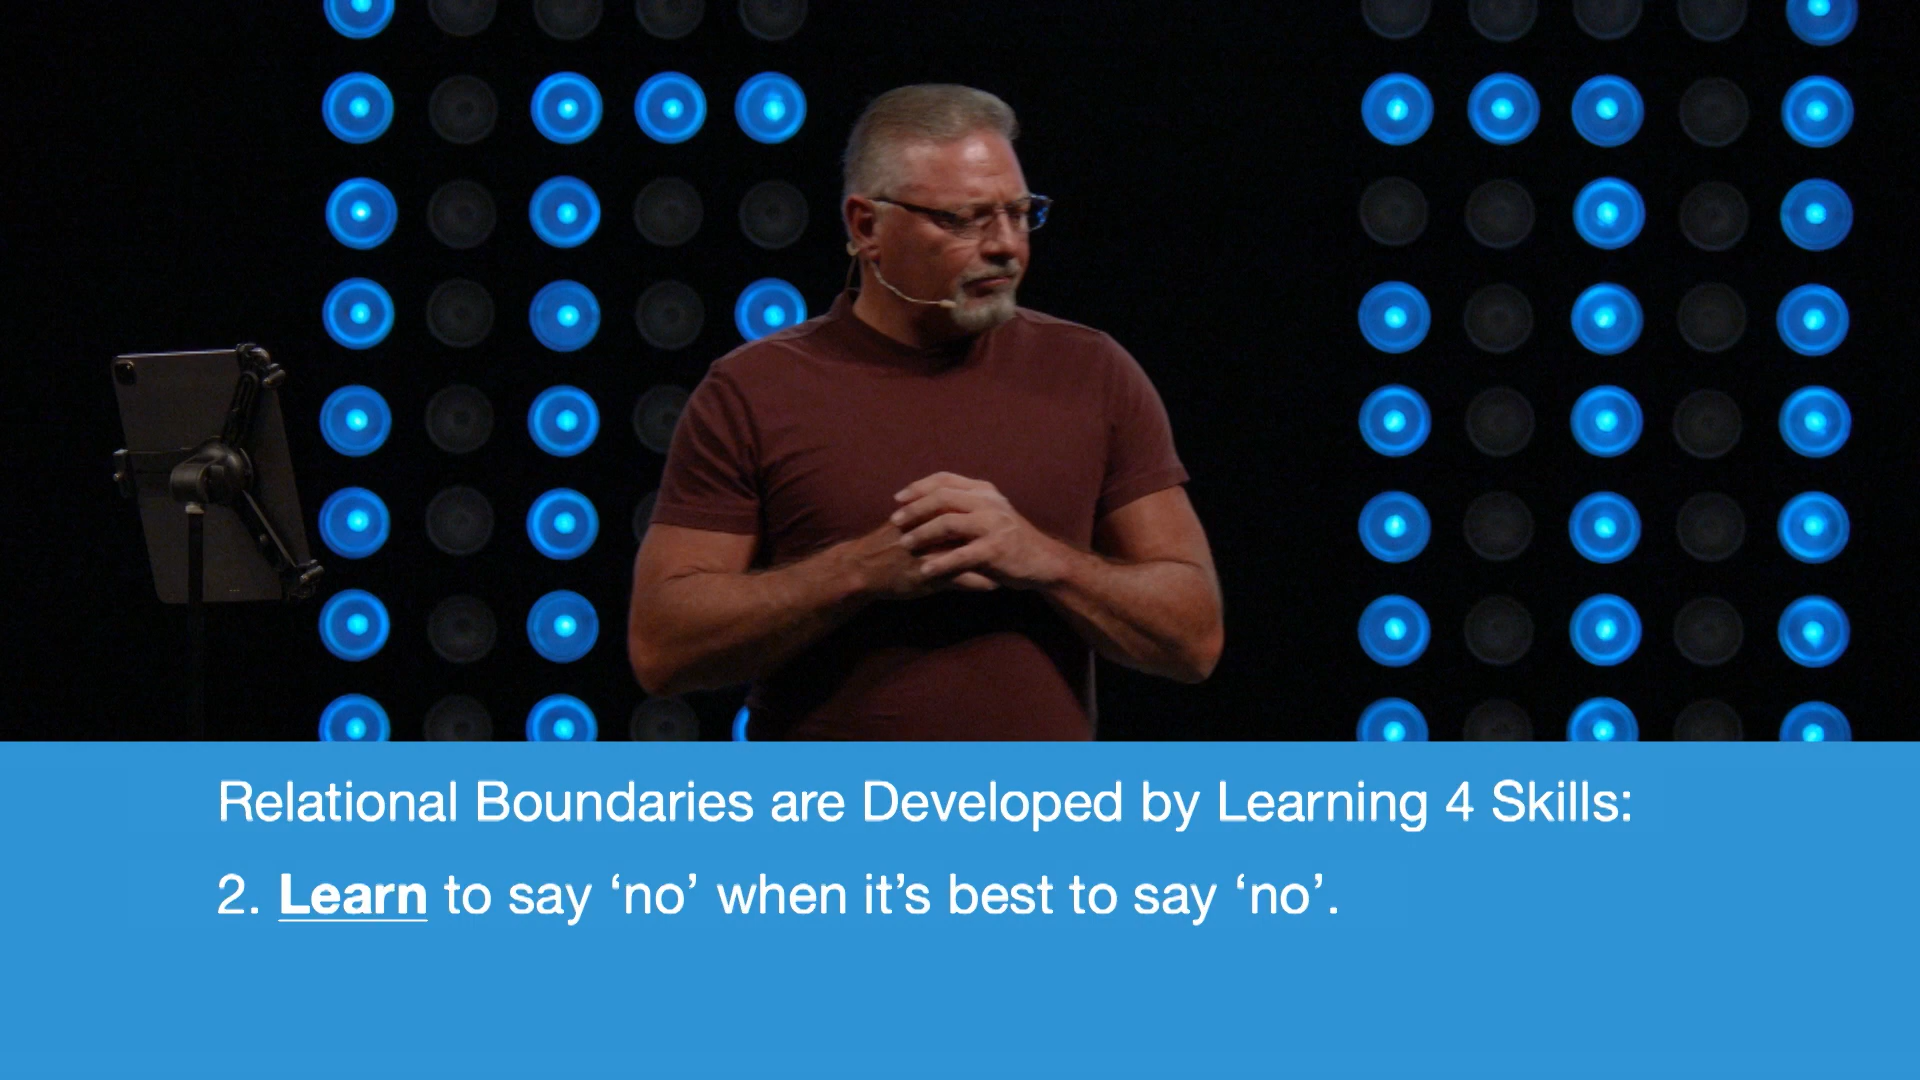 Relational Boundaries are Developed by Learning 4 Skills:
2. Learn to say ‘no’ when it’s best to say ‘no’.